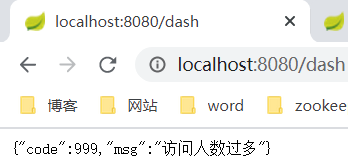 localhost:8080/dash
localhost:8080/dash
博客 网站 word zookee
{"code":999,"msg":"访问人数过多"}